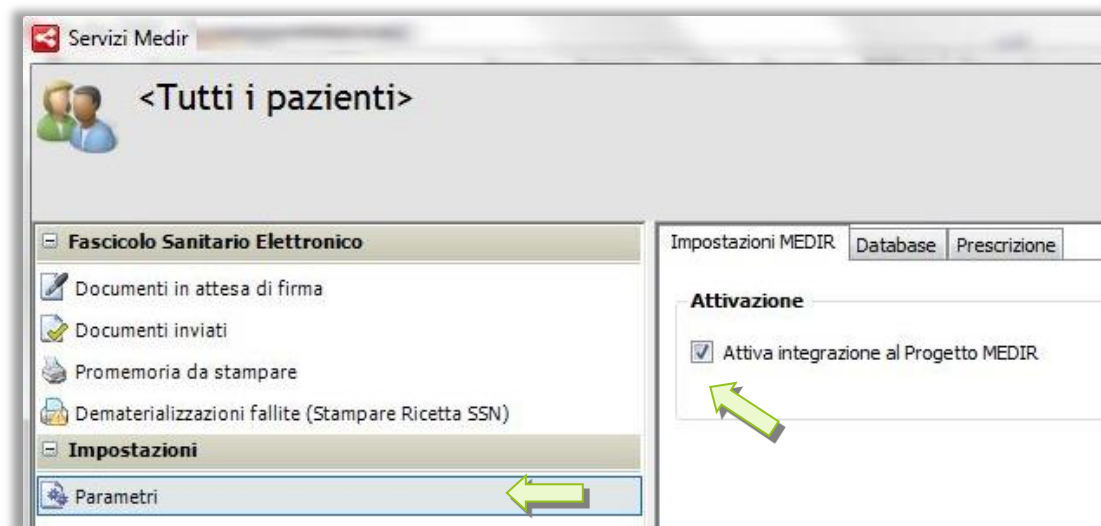 Servizi Medir
<Tutti i pazienti>
Fascicolo Sanitario Elettronico
Documenti in attesa di firma
Documenti inviati
Promemoria da stampare
Dematerializzazioni fallite (Stampare Ricetta SSN)
Impostazioni
Parametri
Impostazioni MEDIR Database Prescrizione
Attivazione
Attiva integrazione al Progetto MEDIR